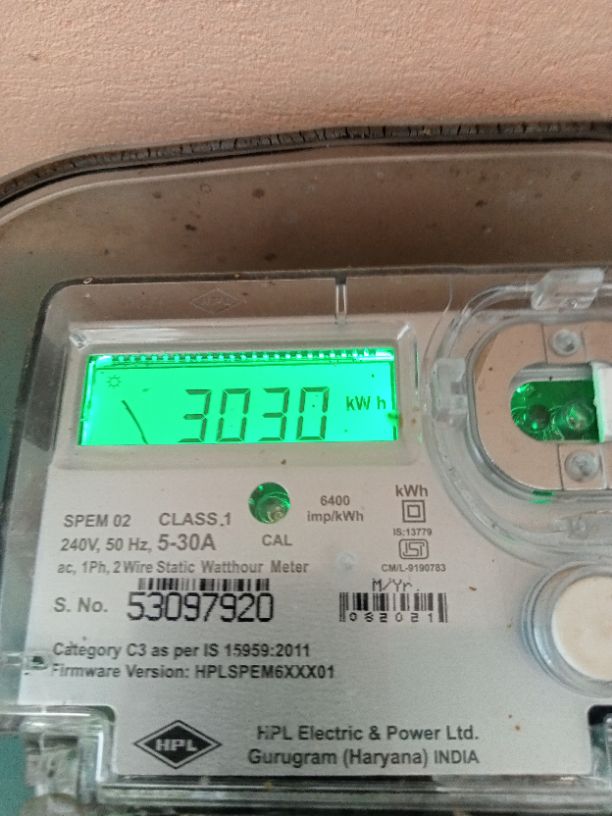 3030 kWh
SPEM 02 CLASS.1
240V, 50 Hz, 5-30A
CAL
6400
imp/kWh
kWh
IS:13779
ISI
CM/L-9190783
ac, 1Ph, 2Wire Static Watthour Meter
M/Yr.
S. No. 53097920
082021
Category C3 as per IS 15959:2011
Firmware Version: HPLSPEM6XXX01
HPL
HPL Electric & Power Ltd.
Gurugram (Haryana) INDIA